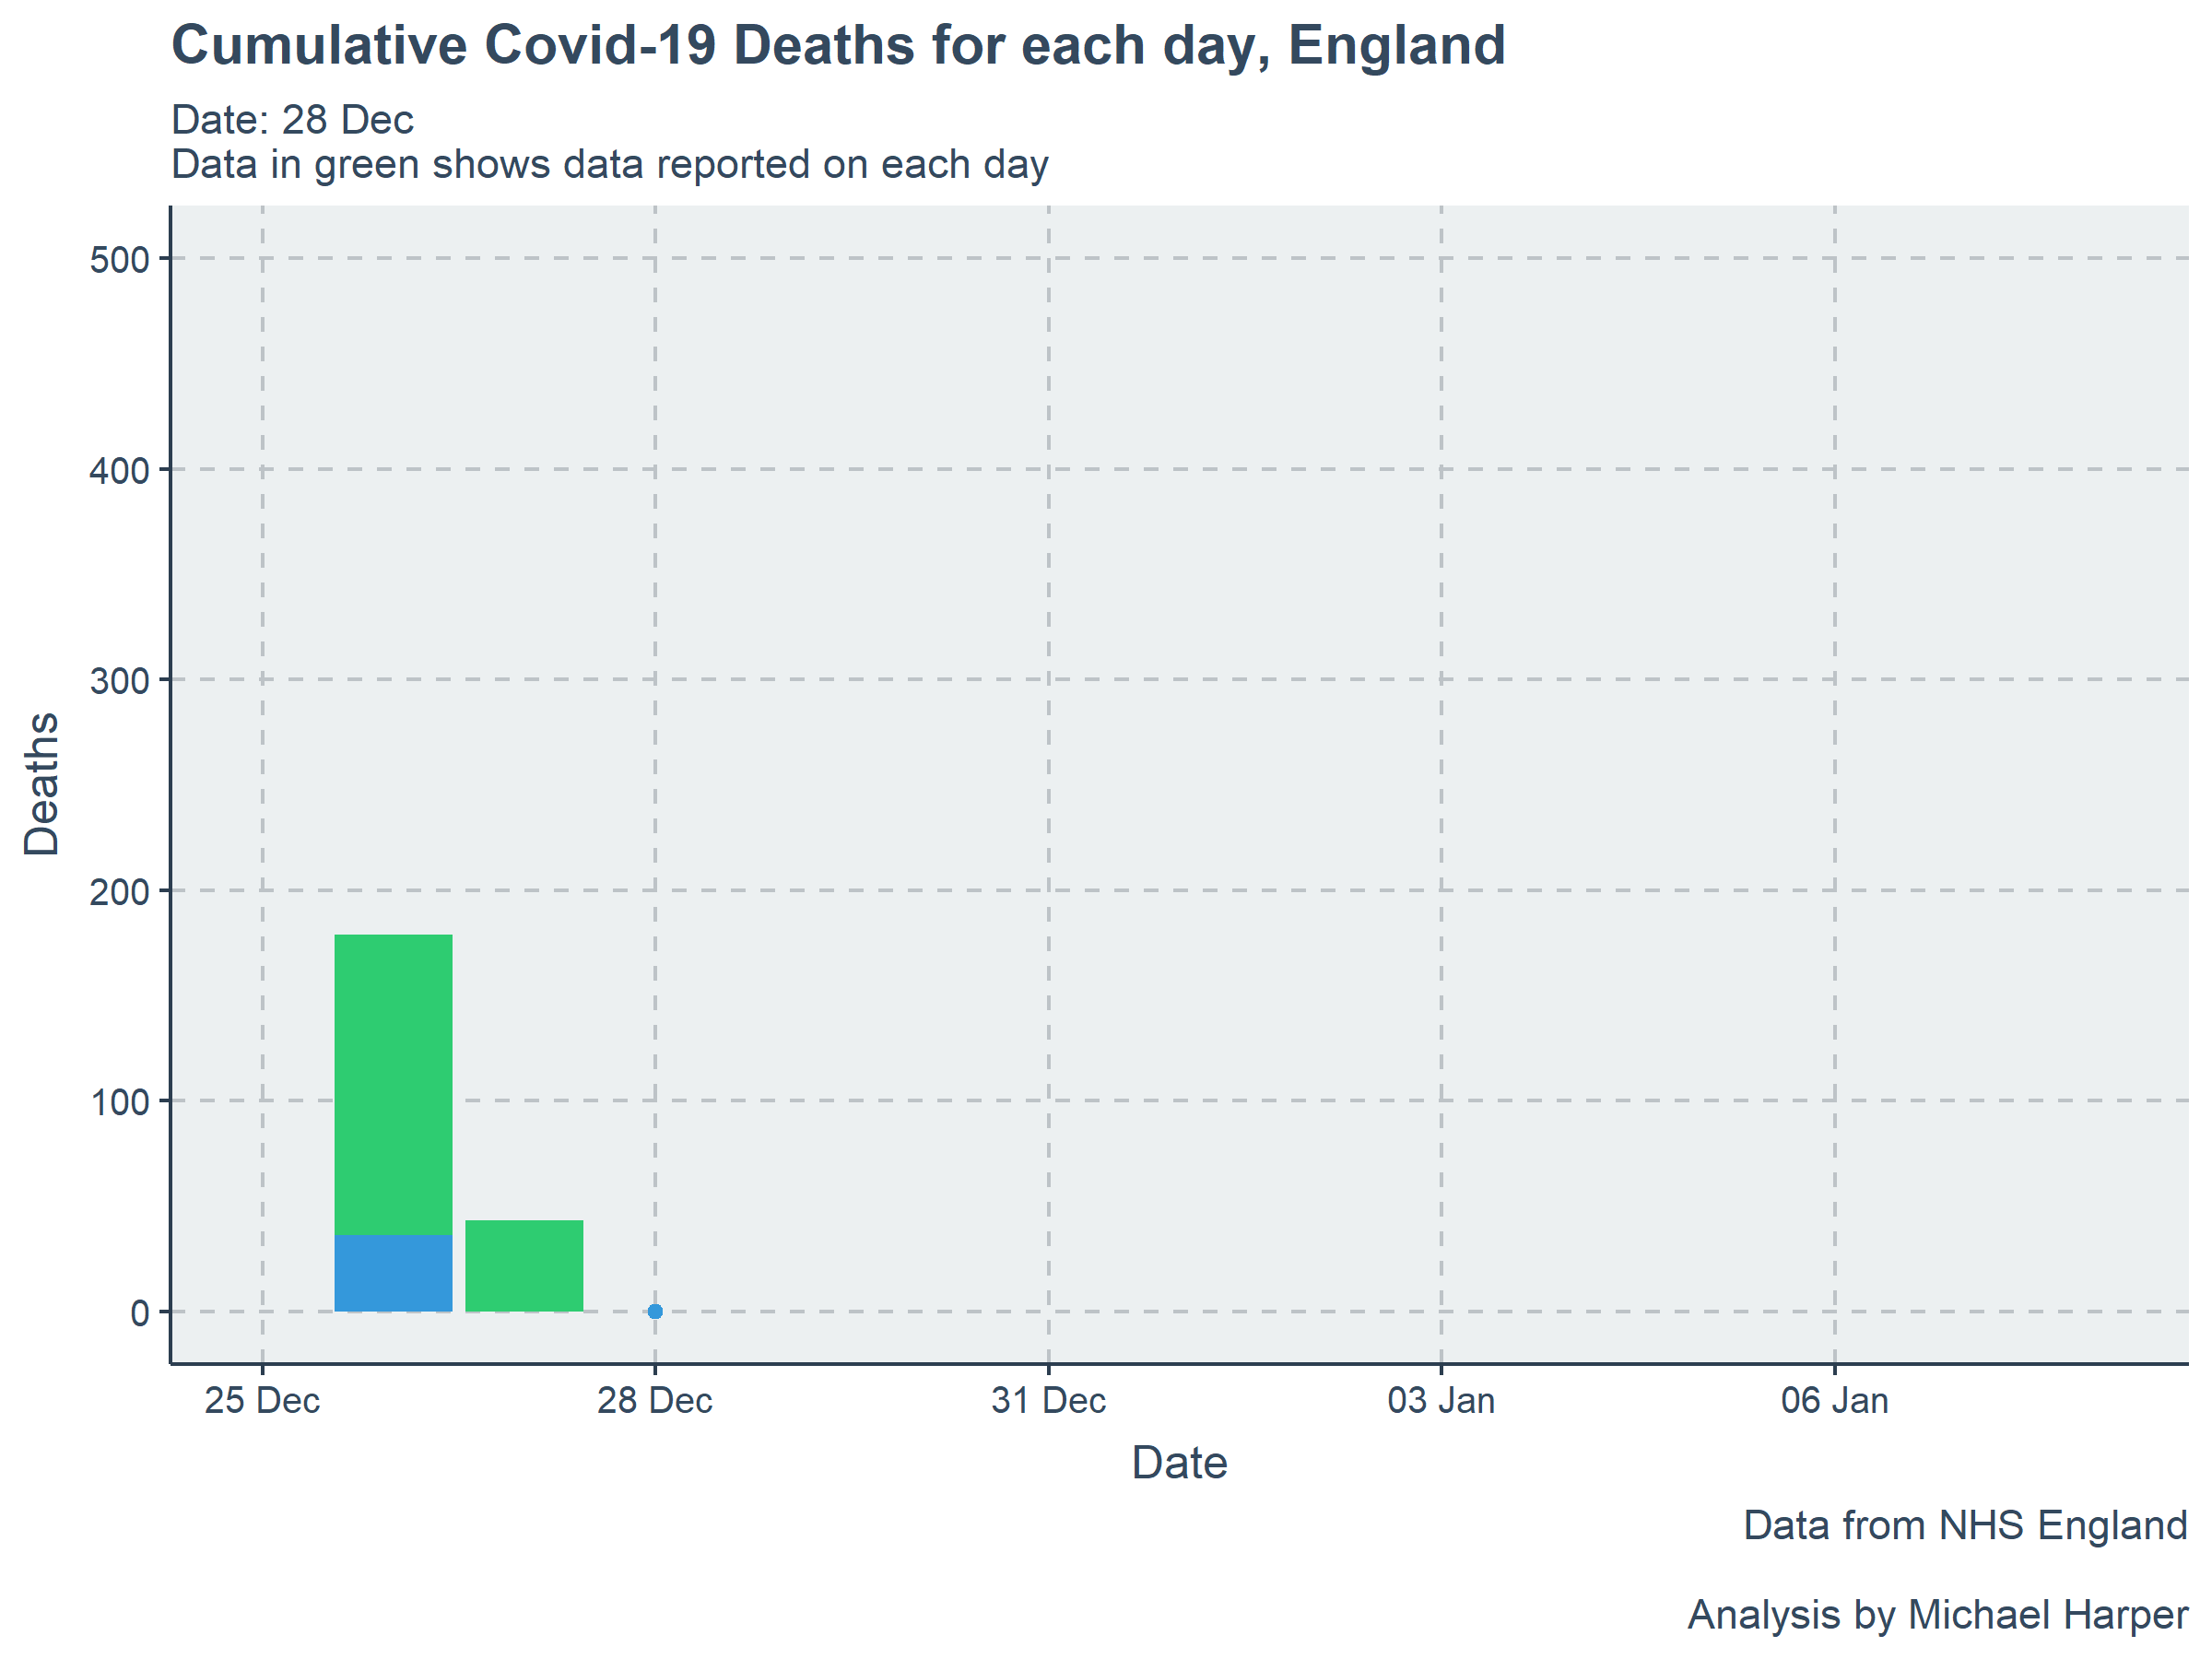 Cumulative Covid-19 Deaths for each day, England
Date: 28 Dec
Data in green shows data reported on each day
Deaths
500
400
300
200
100
0
25 Dec
28 Dec
31 Dec
03 Jan
06 Jan
Date
Data from NHS England
Analysis by Michael Harper